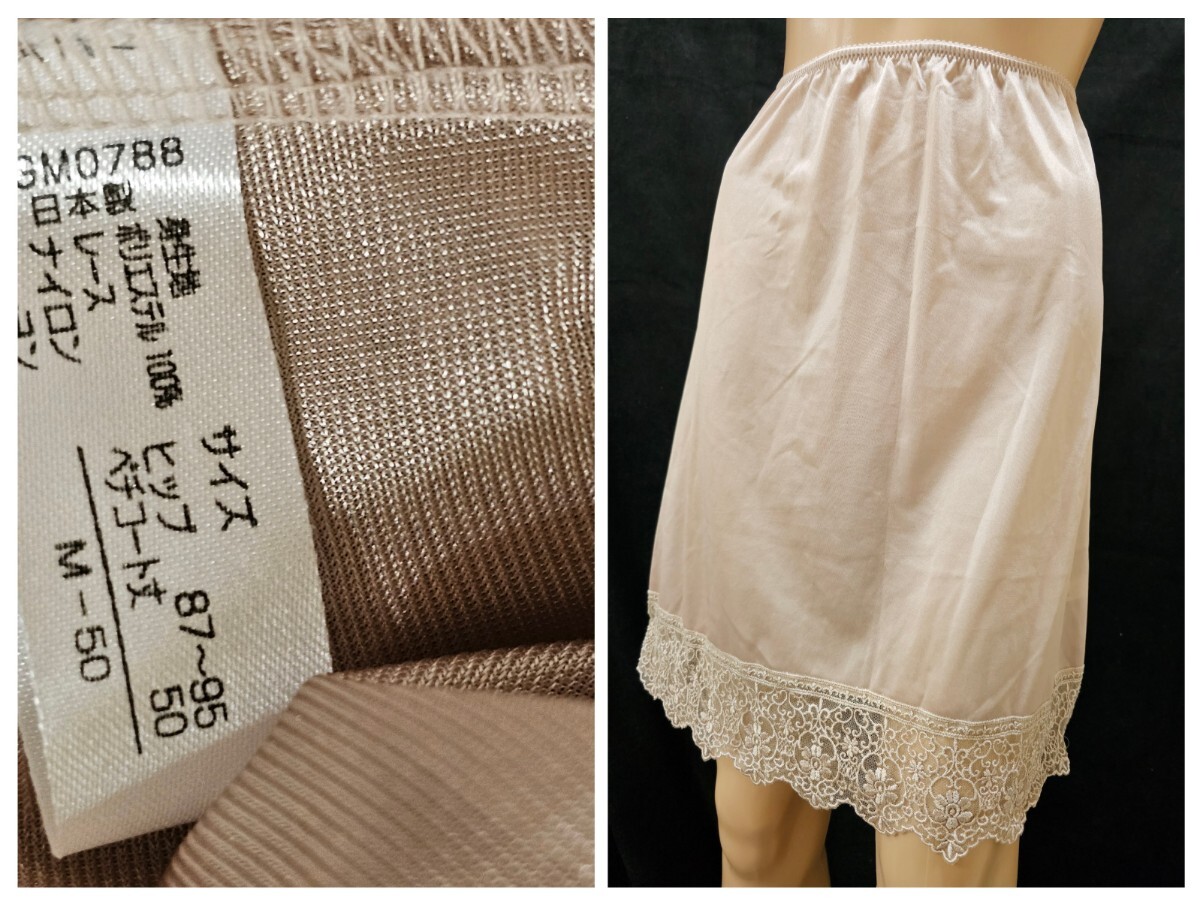 GM0788
日本製
身生地
ポリエステル 100%
レース
ナイロン
サイズ
ヒップ 87～95
ペチコート丈 50
M-50